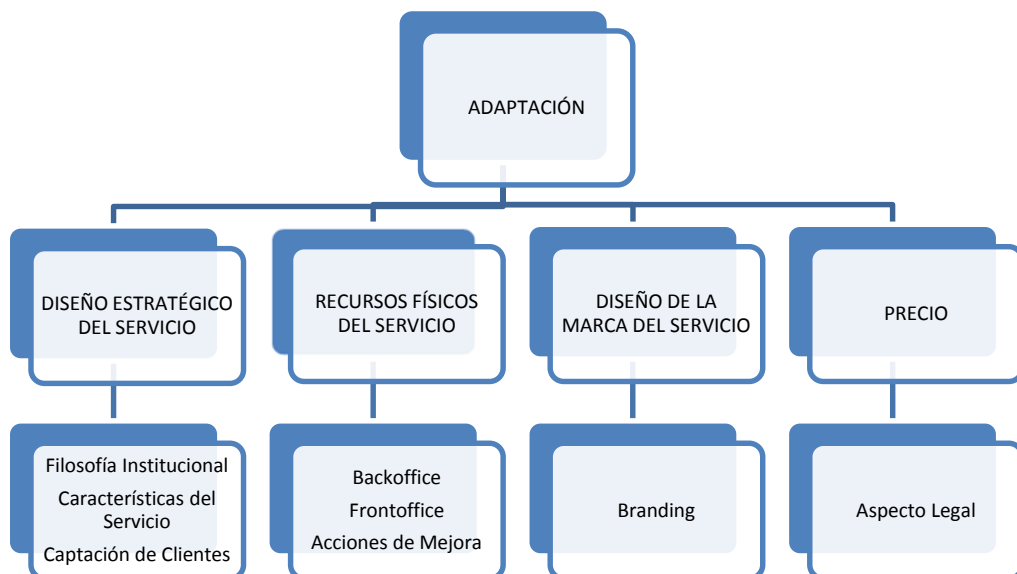 ADAPTACIÓN
DISEÑO ESTRATÉGICO
DEL SERVICIO
RECURSOS FÍSICOS
DEL SERVICIO
DISEÑO DE LA
MARCA DEL SERVICIO
PRECIO
Filosofía Institucional
Características del
Servicio
Captación de Clientes
Backoffice
Frontoffice
Acciones de Mejora
Branding
Aspecto Legal